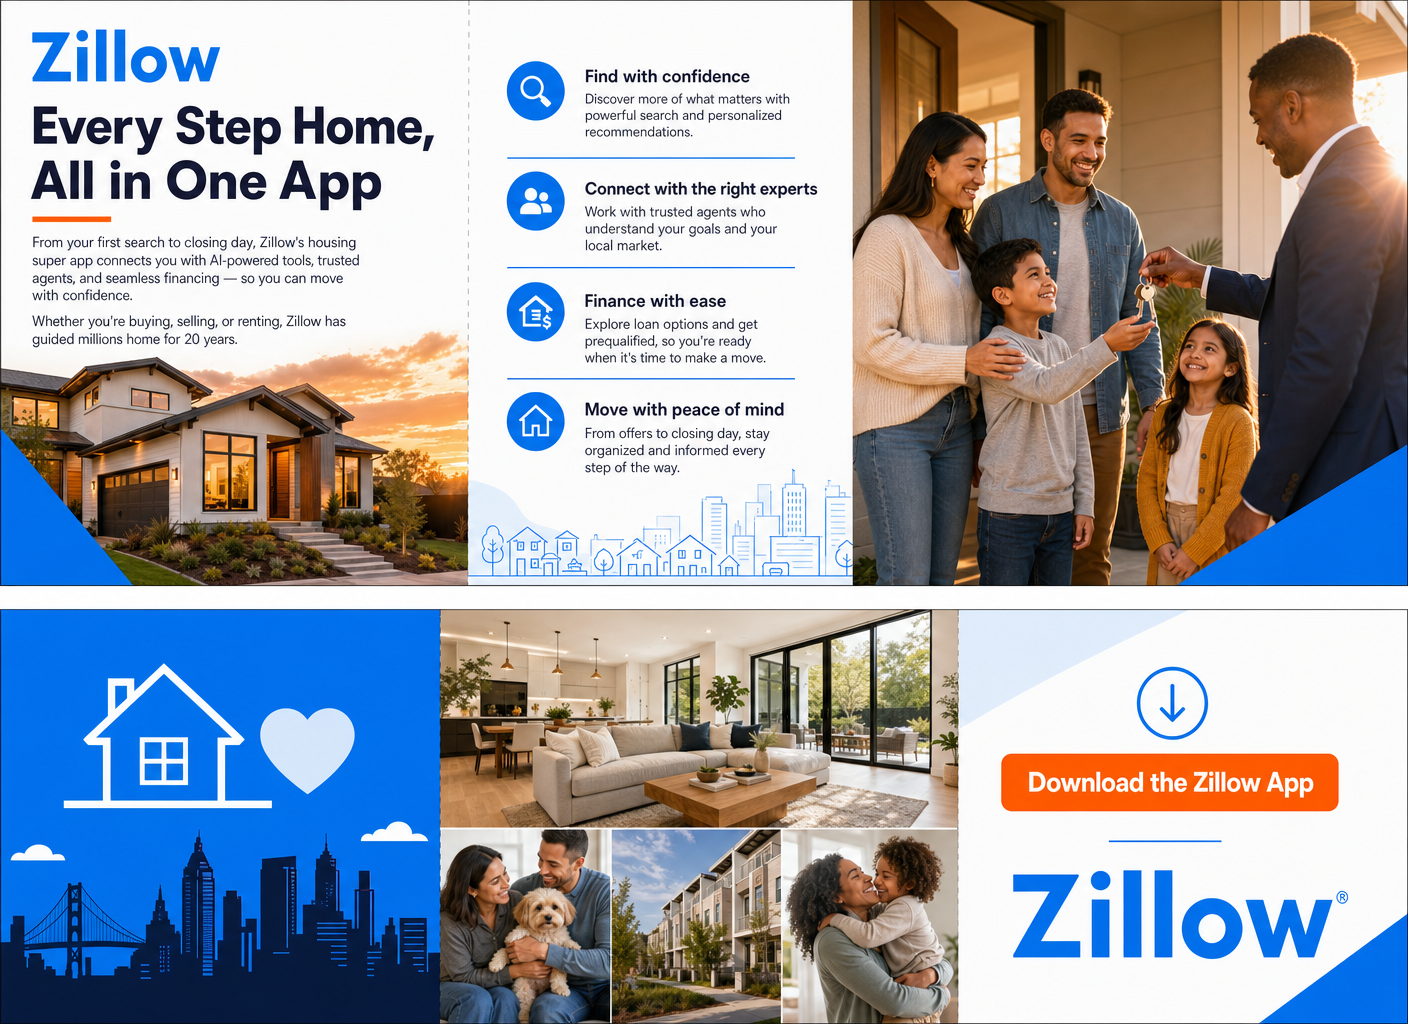 Zillow
Every Step Home,
All in One App
From your first search to closing day, Zillow's housing
super app connects you with AI-powered tools, trusted
agents, and seamless financing — so you can move
with confidence.
Whether you're buying, selling, or renting, Zillow has
guided millions home for 20 years.
Find with confidence
Discover more of what matters with
powerful search and personalized
recommendations.
Connect with the right experts
Work with trusted agents who
understand your goals and your
local market.
$
Finance with ease
Explore loan options and get
prequalified, so you're ready
when it's time to make a move.
Move with peace of mind
From offers to closing day, stay
organized and informed every
step of the way.
Download the Zillow App
Zillow®